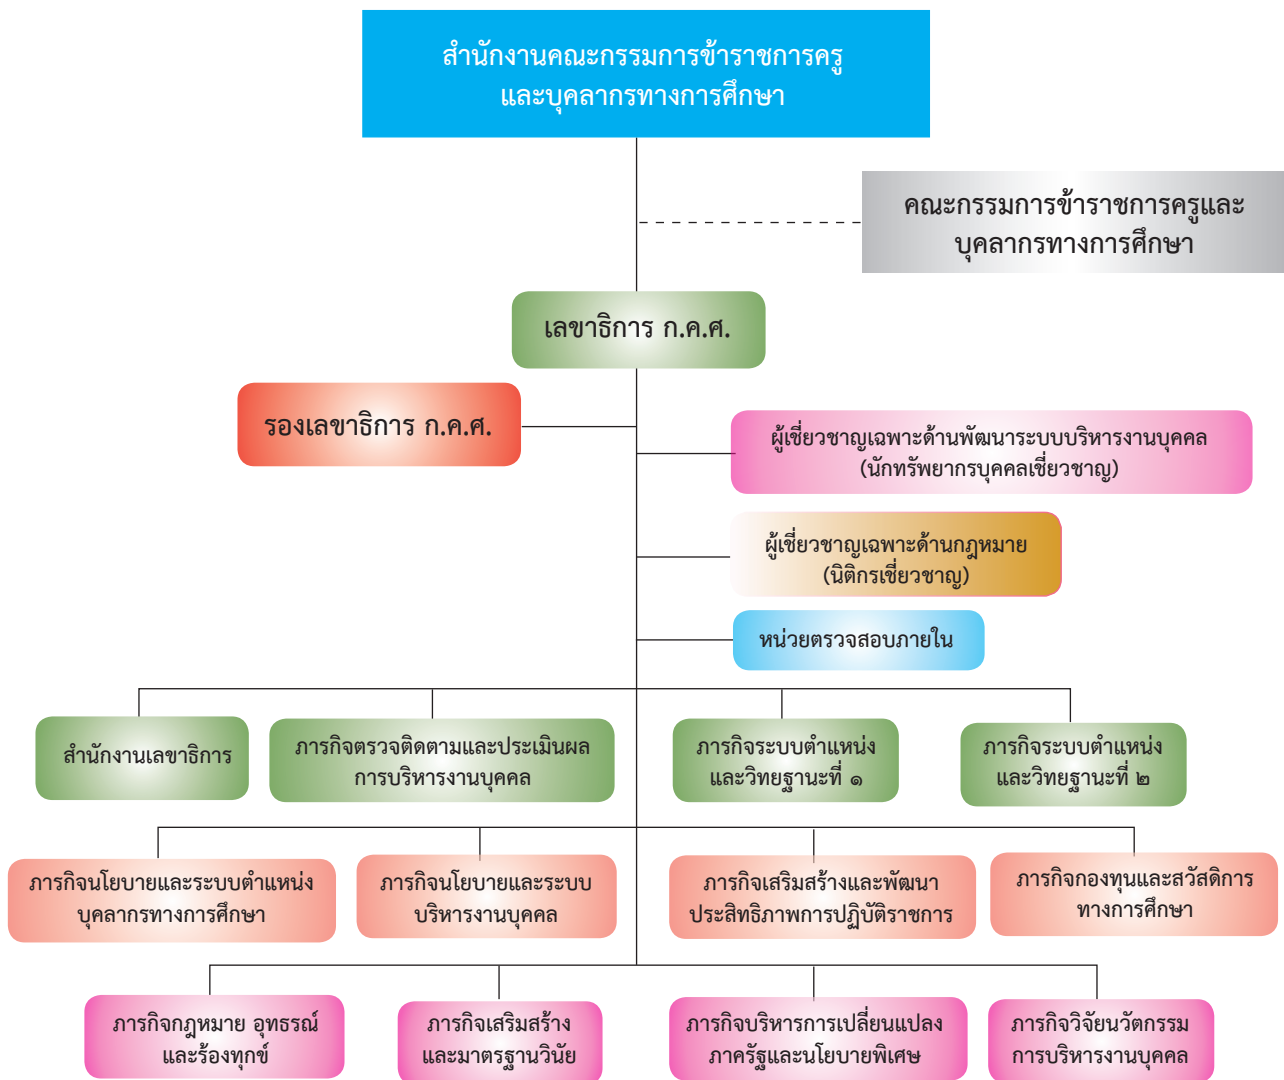 สำนักงานคณะกรรมการข้าราชการครู
และบุคลากรทางการศึกษา
คณะกรรมการข้าราชการครูและ
บุคลากรทางการศึกษา
เลขาธิการ ก.ค.ศ.
รองเลขาธิการ ก.ค.ศ.
ผู้เชี่ยวชาญเฉพาะด้านพัฒนาระบบบริหารงานบุคคล
(นักทรัพยากรบุคคลเชี่ยวชาญ)
ผู้เชี่ยวชาญเฉพาะด้านกฎหมาย
(นิติกรเชี่ยวชาญ)
หน่วยตรวจสอบภายใน
สำนักงานเลขาธิการ
ภารกิจตรวจติดตามและประเมินผล
การบริหารงานบุคคล
ภารกิจระบบตำแหน่ง
และวิทยฐานะที่ ๑
ภารกิจระบบตำแหน่ง
และวิทยฐานะที่ ๒
ภารกิจนโยบายและระบบตำแหน่ง
บุคลากรทางการศึกษา
ภารกิจนโยบายและระบบ
บริหารงานบุคคล
ภารกิจเสริมสร้างและพัฒนา
ประสิทธิภาพการปฏิบัติราชการ
ภารกิจกองทุนและสวัสดิการ
ทางการศึกษา
ภารกิจกฎหมาย อุทธรณ์
และร้องทุกข์
ภารกิจเสริมสร้าง
และมาตรฐานวินัย
ภารกิจบริหารการเปลี่ยนแปลง
ภาครัฐและนโยบายพิเศษ
ภารกิจวิจัยนวัตกรรม
การบริหารงานบุคคล